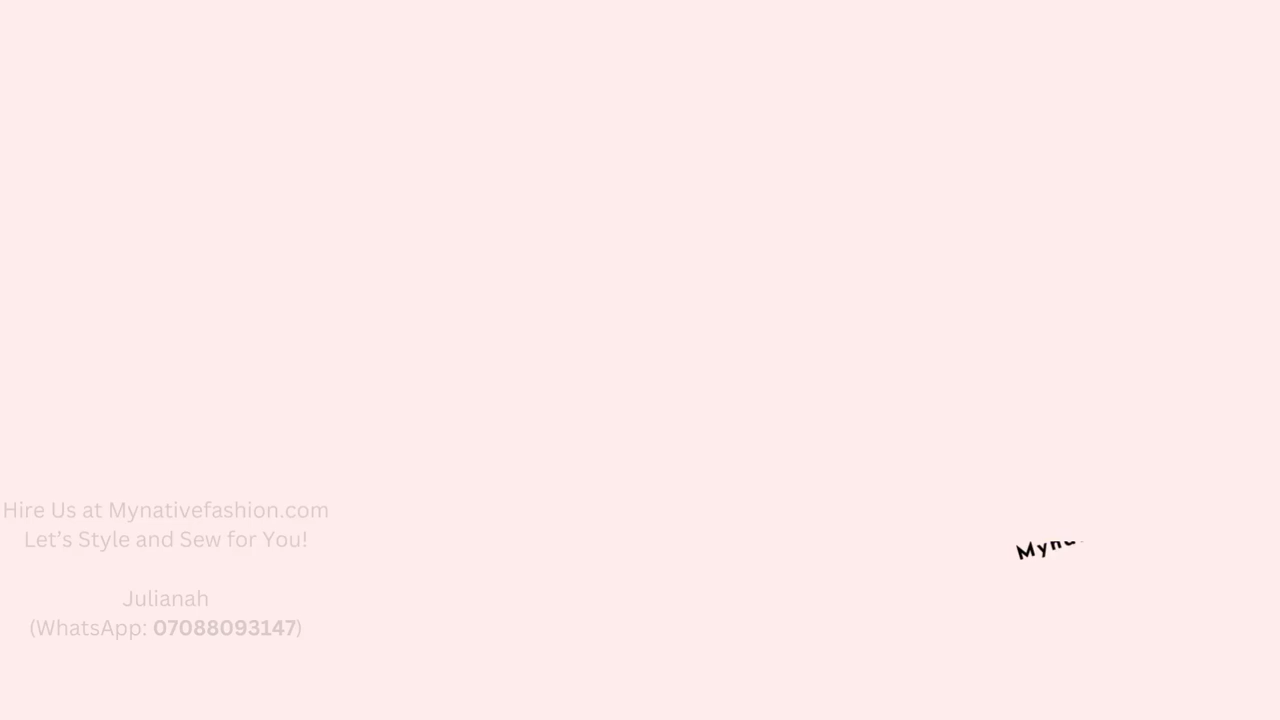 Hire Us at Mynativefashion.com
Let’s Style and Sew for You!
Julianah
(WhatsApp: 07088093147)